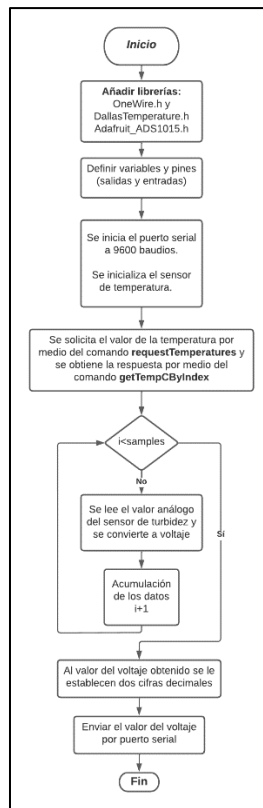 Inicio
Añadir librerías:
OneWire.h y
DallasTemperature.h
Adafruit_ADS1015.h
Definir variables y pines
(salidas y entradas)
Se inicia el puerto serial
a 9600 baudios.
Se inicializa el sensor
de temperatura.
Se solicita el valor de la temperatura por
medio del comando requestTemperatures y
se obtiene la respuesta por medio del
comando getTempCByIndex
i<samples
No
Se lee el valor análogo
del sensor de turbidez y
se convierte a voltaje
Sí
Acumulación
de los datos
i+1
Al valor del voltaje obtenido se le
establecen dos cifras decimales
Enviar el valor del voltaje
por puerto serial
Fin